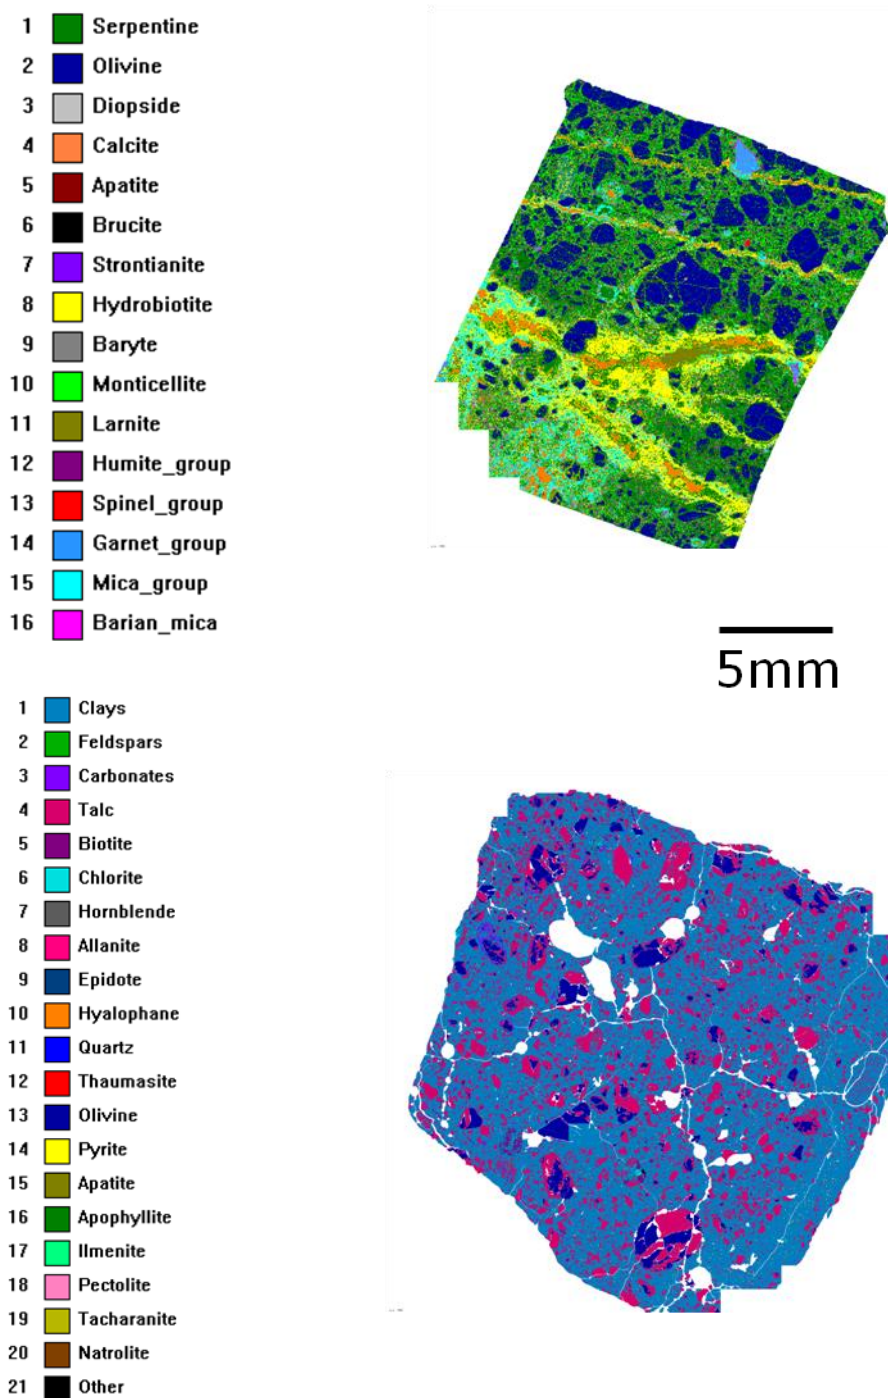 1 Serpentine
2 Olivine
3 Diopside
4 Calcite
5 Apatite
6 Brucite
7 Strontianite
8 Hydrobiotite
9 Baryte
10 Monticellite
11 Larnite
12 Humite_group
13 Spinel_group
14 Garnet_group
15 Mica_group
16 Barian_mica
5mm
1 Clays
2 Feldspars
3 Carbonates
4 Talc
5 Biotite
6 Chlorite
7 Hornblende
8 Allanite
9 Epidote
10 Hyalophane
11 Quartz
12 Thaumasite
13 Olivine
14 Pyrite
15 Apatite
16 Apophyllite
17 Ilmenite
18 Pectolite
19 Tacharanite
20 Natrolite
21 Other